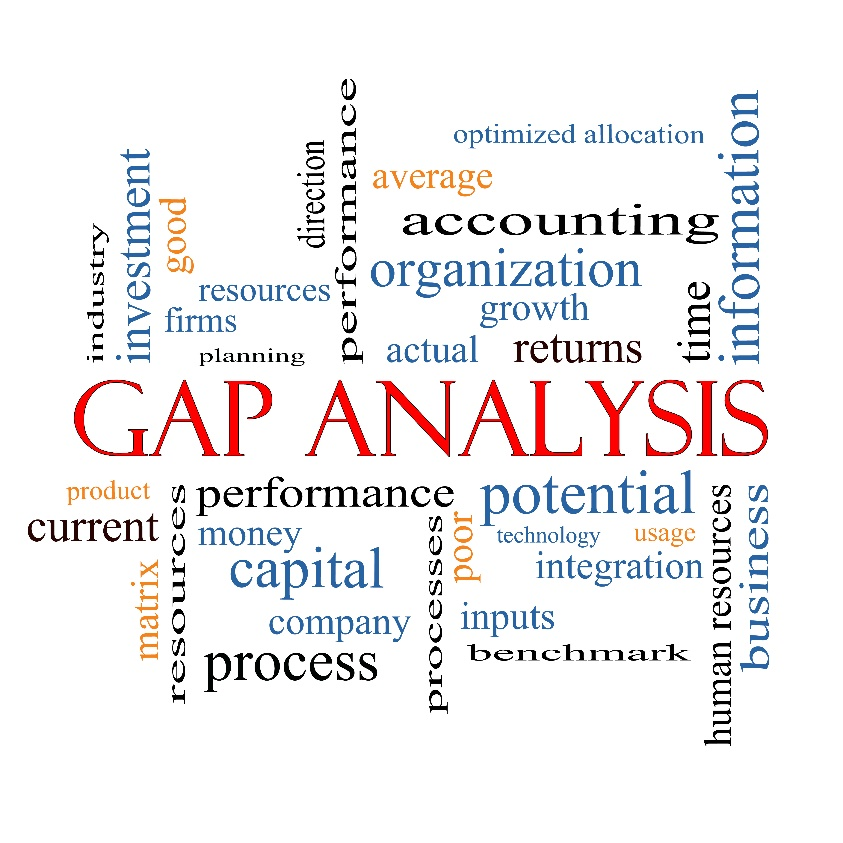 optimized allocation
average
accounting
organization
growth
actual
returns
time
information
direction
performance
good
investment
industry
resources
firms
planning
GAP ANALYSIS
product
current
matrix
resources
performance
money
capital
company
process
processes
poor
potential
technology
usage
integration
inputs
benchmark
human resources
business